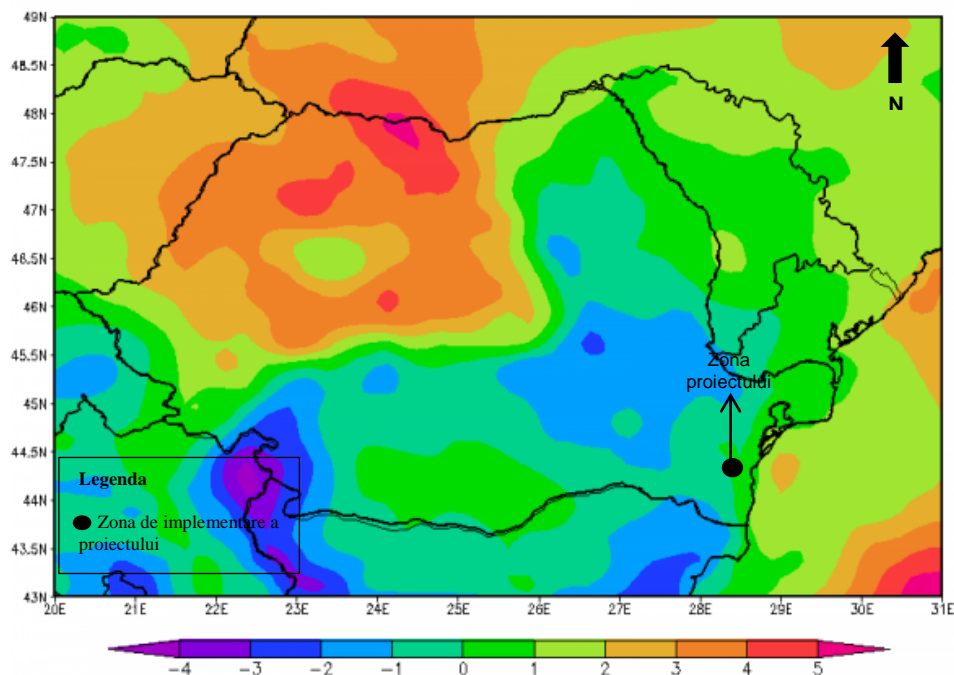 49N
48.5N
48N
47.5N
47N
46.5N
46N
45.5N
45N
44.5N
44N
43.5N
43N
20E 21E 22E 23E 24E 25E 26E 27E 28E 29E 30E 31E
N
Zona
proiectului
Legenda
Zona de implementare a
proiectului
−4 −3 −2 −1 0 1 2 3 4 5